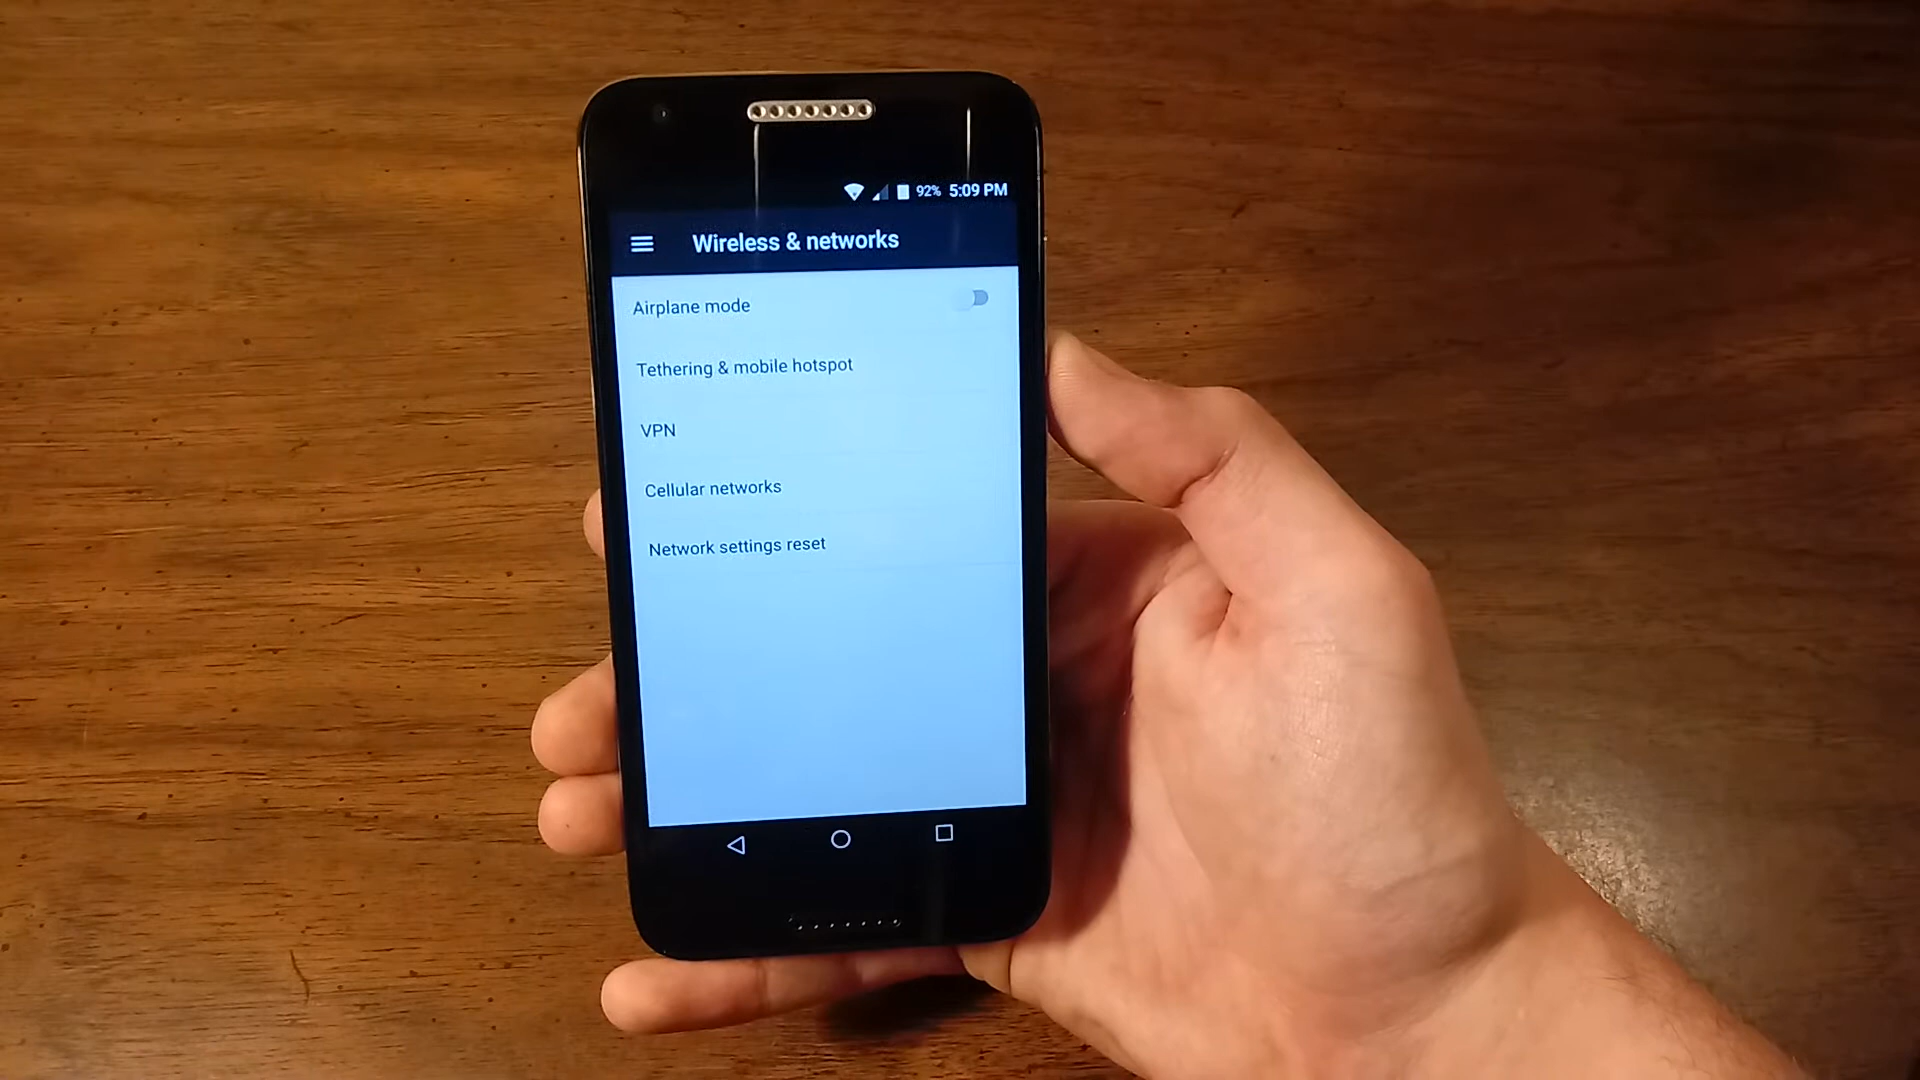 92% 5:09 PM
Wireless & networks
Airplane mode
Tethering & mobile hotspot
VPN
Cellular networks
Network settings reset